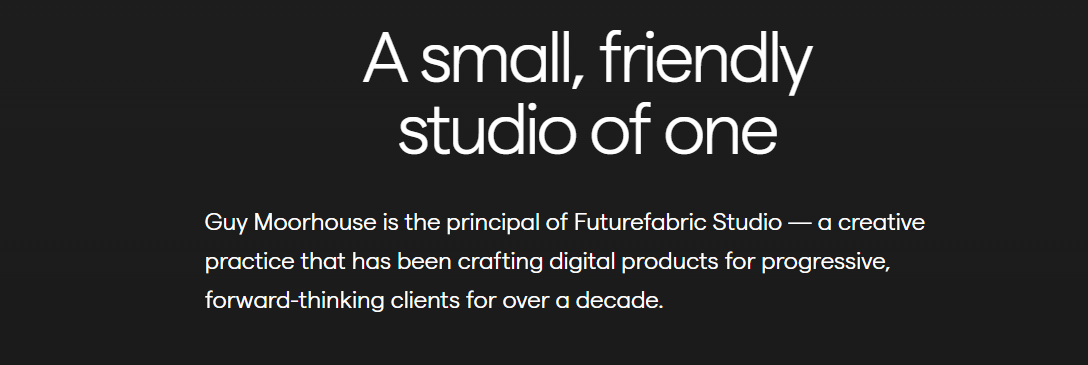 A small, friendly
studio of one
Guy Moorhouse is the principal of Futurefabric Studio — a creative
practice that has been crafting digital products for progressive,
forward-thinking clients for over a decade.